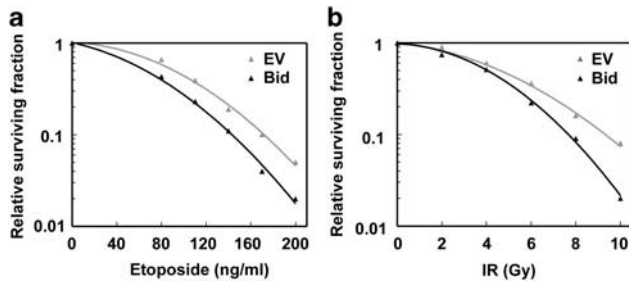 a
Relative surviving fraction
1
0.1
0.01
EV
Bid
0 40 80 120 160 200
Etoposide (ng/ml)
b
Relative surviving fraction
1
0.1
0.01
EV
Bid
0 2 4 6 8 10
IR (Gy)